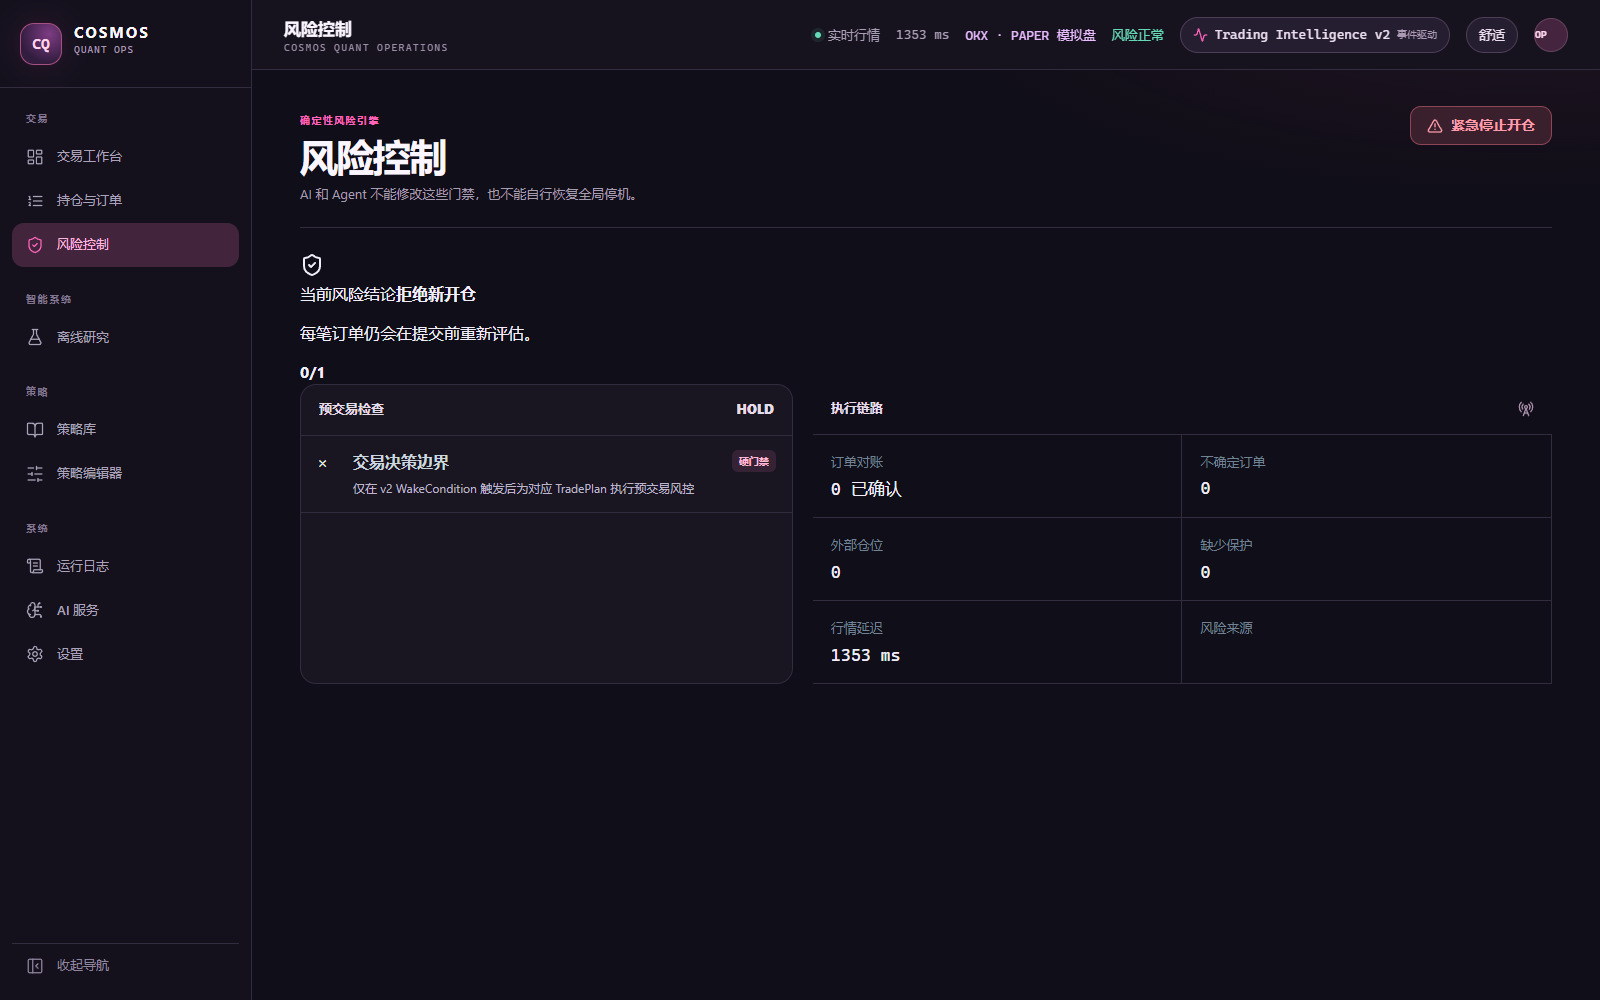 CQ
COSMOS
QUANT OPS
交易
交易工作台
持仓与订单
风险控制
智能系统
离线研究
策略
策略库
策略编辑器
系统
运行日志
AI 服务
设置
收起导航
风险控制
COSMOS QUANT OPERATIONS
实时行情 1353 ms OKX · PAPER 模拟盘 风险正常 Trading Intelligence v2 事件驱动 舒适 OP
确定性风险引擎
风险控制
AI 和 Agent 不能修改这些门禁，也不能自行恢复全局停机。
紧急停止开仓
当前风险结论拒绝新开仓
每笔订单仍会在提交前重新评估。
0/1
预交易检查 HOLD
× 交易决策边界 硬门禁
仅在 v2 WakeCondition 触发后为对应 TradePlan 执行预交易风控
执行链路
订单对账
0 已确认
不确定订单
0
外部仓位
0
缺少保护
0
行情延迟
1353 ms
风险来源